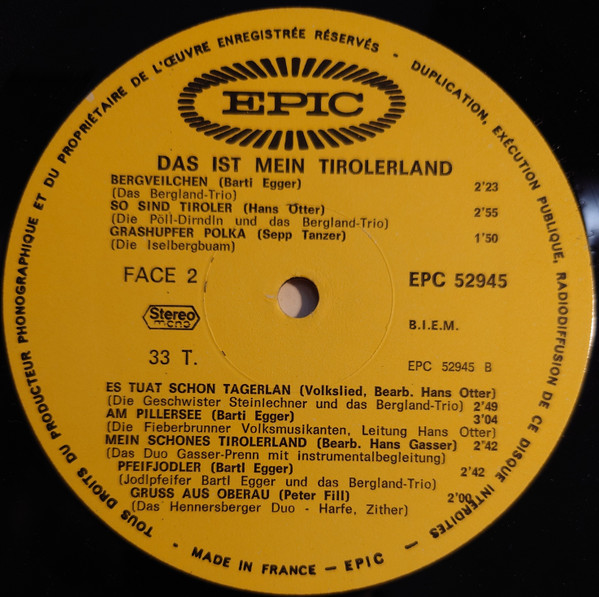 TOUS DROITS DU PRODUCTEUR PHONOGRAPHIQUE ET DU PROPRIÉTAIRE DE L'ŒUVRE ENREGISTRÉE RÉSERVÉS - DUPLICATION, EXÉCUTION PUBLIQUE, RADIODIFFUSION DE CE DISQUE INTERDITES -
EPIC
DAS IST MEIN TIROLERLAND
BERGVEILCHEN (Barti Egger) 2'23
(Das Bergland-Trio)
SO SIND TIROLER (Hans Otter) 2'55
(Die Pöll-Dirndln und das Bergland-Trio)
GRASHUPFER POLKA (Sepp Tanzer) 1'50
(Die Iselbergbuam)
FACE 2 EPC 52945
Stereo
mono
B.I.E.M.
33 T. EPC 52945 B
ES TUAT SCHON TAGERLAN (Volkslied, Bearb. Hans Otter)
(Die Geschwister Steinlechner und das Bergland-Trio) 2'49
AM PILLERSEE (Barti Egger) 3'04
(Die Fieberbrunner Volksmusikanten, Leitung Hans Otter)
MEIN SCHONES TIROLERLAND (Bearb. Hans Gasser) 2'42
(Das Duo Gasser-Prenn mit instrumentalbegleitung)
PFEIFJODLER (Bartl Egger) 2'42
(Jodlpfeifer Bartl Egger und das Bergland-Trio)
GRUSS AUS OBERAU (Peter Fill) 2'00
(Das Hennersberger Duo - Harfe, Zither)
- MADE IN FRANCE - EPIC -